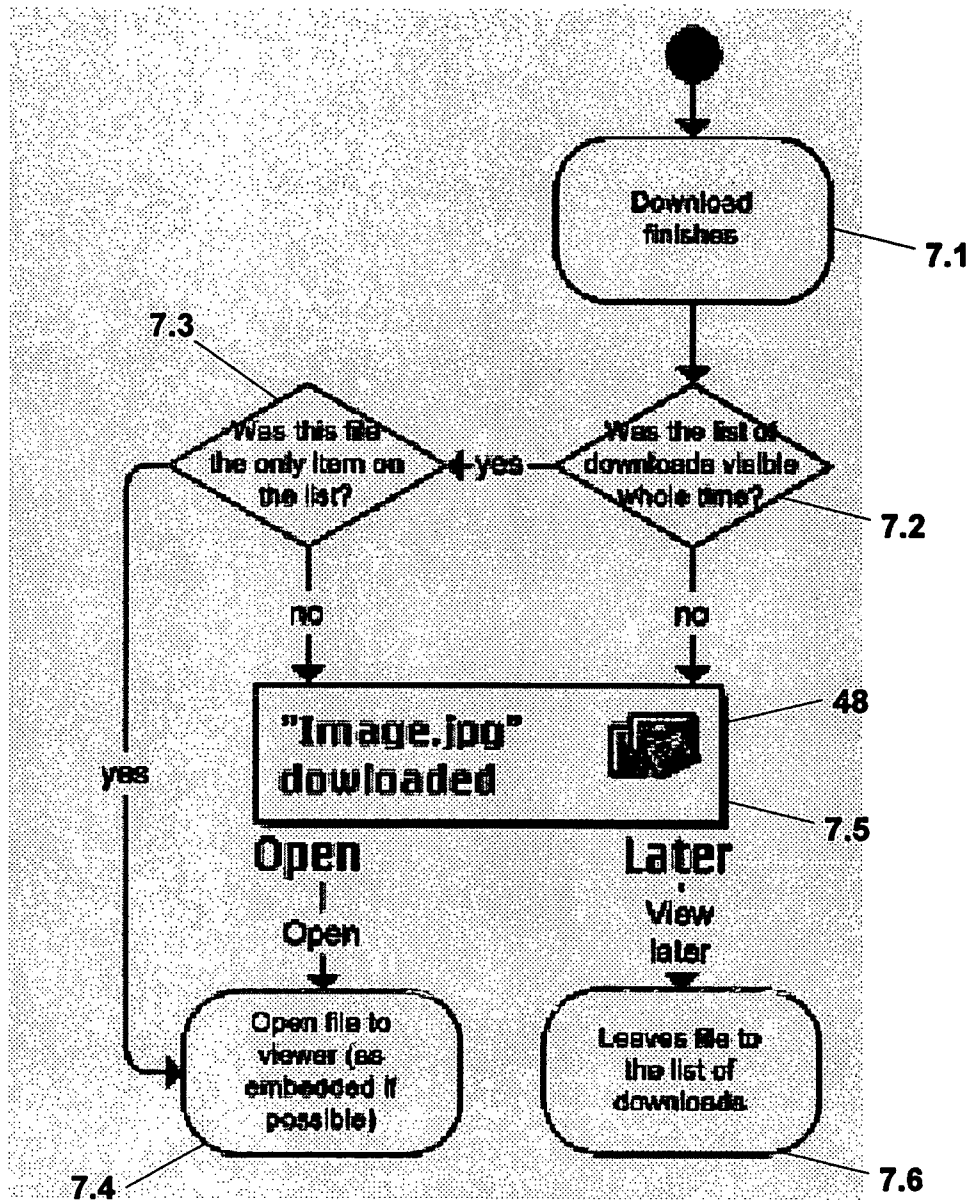 Download
finishes
7.1
7.3
Was this file
the only item on
the list?
yes
Was the list of
downloads visible
whole time?
7.2
no
no
"Image.jpg"
dowloaded
48
7.5
yes
Open
Later
Open
View
later
Open file to
viewer (as
embedded if
possible)
Leaves file to
the list of
downloads
7.4
7.6